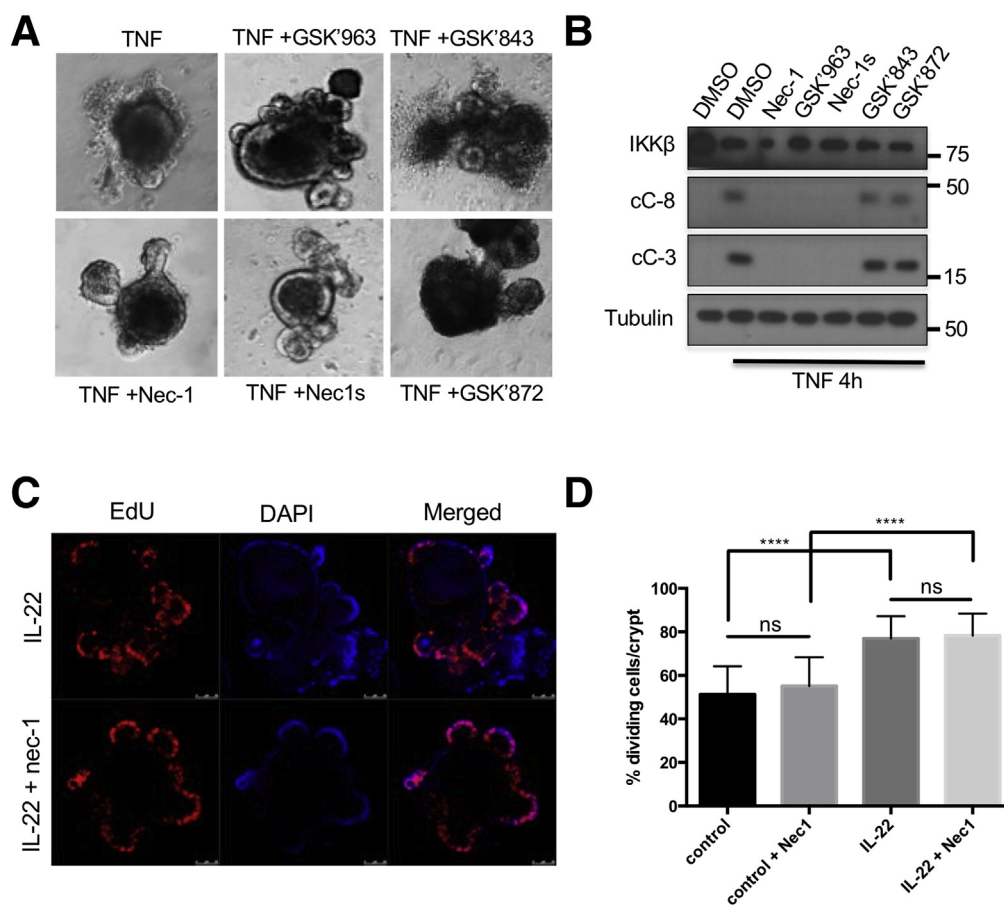 A
TNF
TNF +GSK'963
TNF +GSK'843
TNF +Nec-1
TNF +Nec1s
TNF +GSK'872
B
DMSO
DMSO
Nec-1
GSK'963
Nec-1s
GSK'843
GSK'872
IKKβ
75
cC-8
50
cC-3
15
Tubulin
50
TNF 4h
C
EdU
DAPI
Merged
IL-22
IL-22 + nec-1
D
% dividing cells/crypt
100
80
60
40
20
0
****
****
ns
ns
control
control + Nec1
IL-22
IL-22 + Nec1